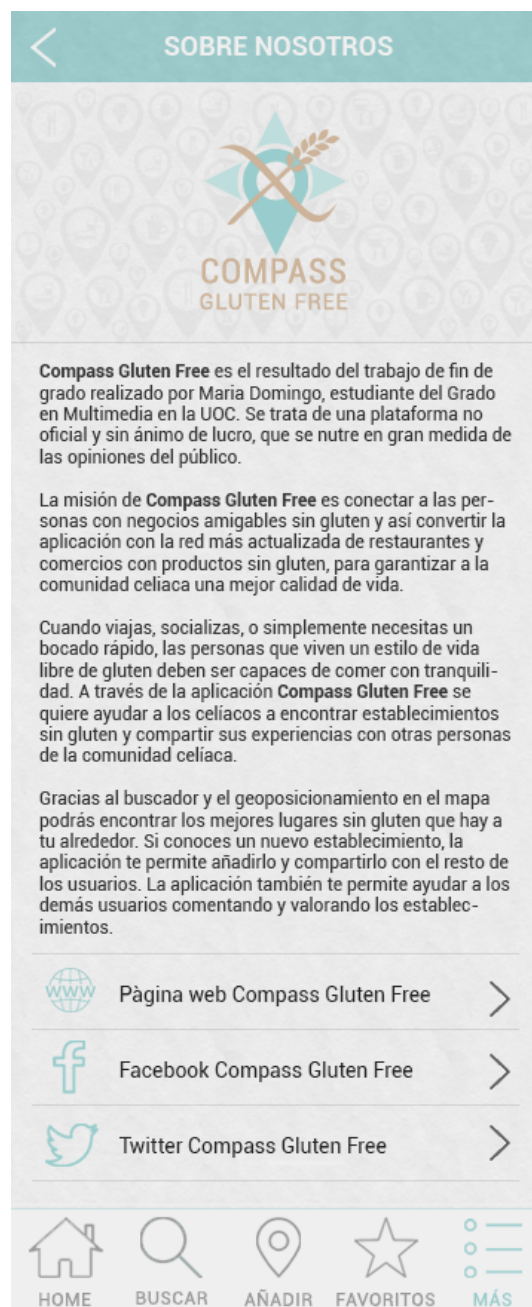 SOBRE NOSOTROS
COMPASS
GLUTEN FREE
Compass Gluten Free es el resultado del trabajo de fin de
grado realizado por Maria Domingo, estudiante del Grado
en Multimedia en la UOC. Se trata de una plataforma no
oficial y sin ánimo de lucro, que se nutre en gran medida de
las opiniones del público.
La misión de Compass Gluten Free es conectar a las per-
sonas con negocios amigables sin gluten y así convertir la
aplicación con la red más actualizada de restaurantes y
comercios con productos sin gluten, para garantizar a la
comunidad celiaca una mejor calidad de vida.
Cuando viajas, socializas, o simplemente necesitas un
bocado rápido, las personas que viven un estilo de vida
libre de gluten deben ser capaces de comer con tranquili-
dad. A través de la aplicación Compass Gluten Free se
quiere ayudar a los celíacos a encontrar establecimientos
sin gluten y compartir sus experiencias con otras personas
de la comunidad celíaca.
Gracias al buscador y el geoposicionamiento en el mapa
podrás encontrar los mejores lugares sin gluten que hay a
tu alrededor. Si conoces un nuevo establecimiento, la
aplicación te permite añadirlo y compartirlo con el resto de
los usuarios. La aplicación también te permite ayudar a los
demás usuarios comentando y valorando los establec-
imientos.
www Pàgina web Compass Gluten Free
Facebook Compass Gluten Free
Twitter Compass Gluten Free
HOME BUSCAR AÑADIR FAVORITOS MÁS